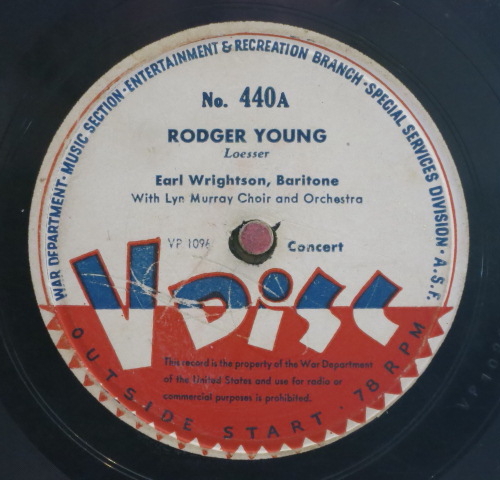 WAR DEPARTMENT · MUSIC SECTION · ENTERTAINMENT & RECREATION BRANCH · SPECIAL SERVICES DIVISION · A.S.F.
No. 440A
RODGER YOUNG
Loesser
Earl Wrightson, Baritone
With Lyn Murray Choir and Orchestra
VP 1096 Concert
V DISC
This record is the property of the War Department
of the United States and use for radio or
commercial purposes is prohibited.
OUTSIDE START · 78 RPM